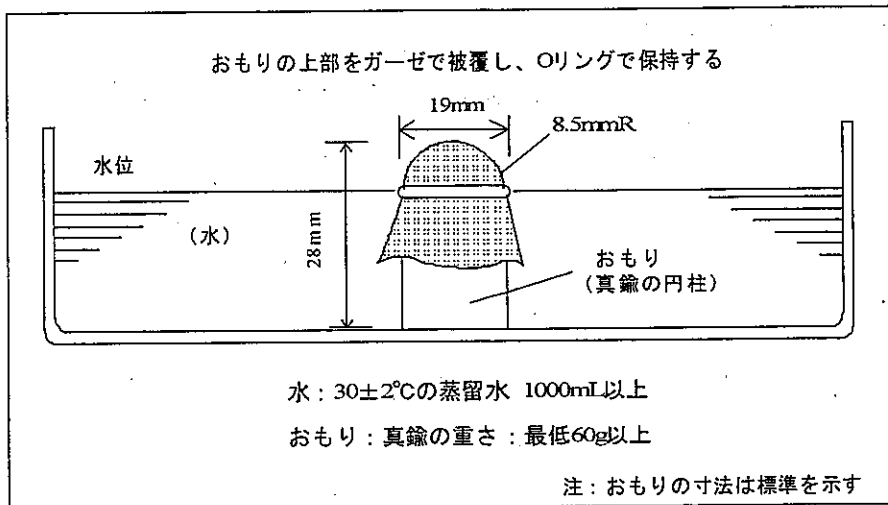 おもりの上部をガーゼで被覆し、Oリングで保持する
19mm
8.5mmR
水位
(水)
28mm
おもり
(真鍮の円柱)
水：30±2℃の蒸留水 1000mL以上
おもり：真鍮の重さ：最低60g以上
注：おもりの寸法は標準を示す